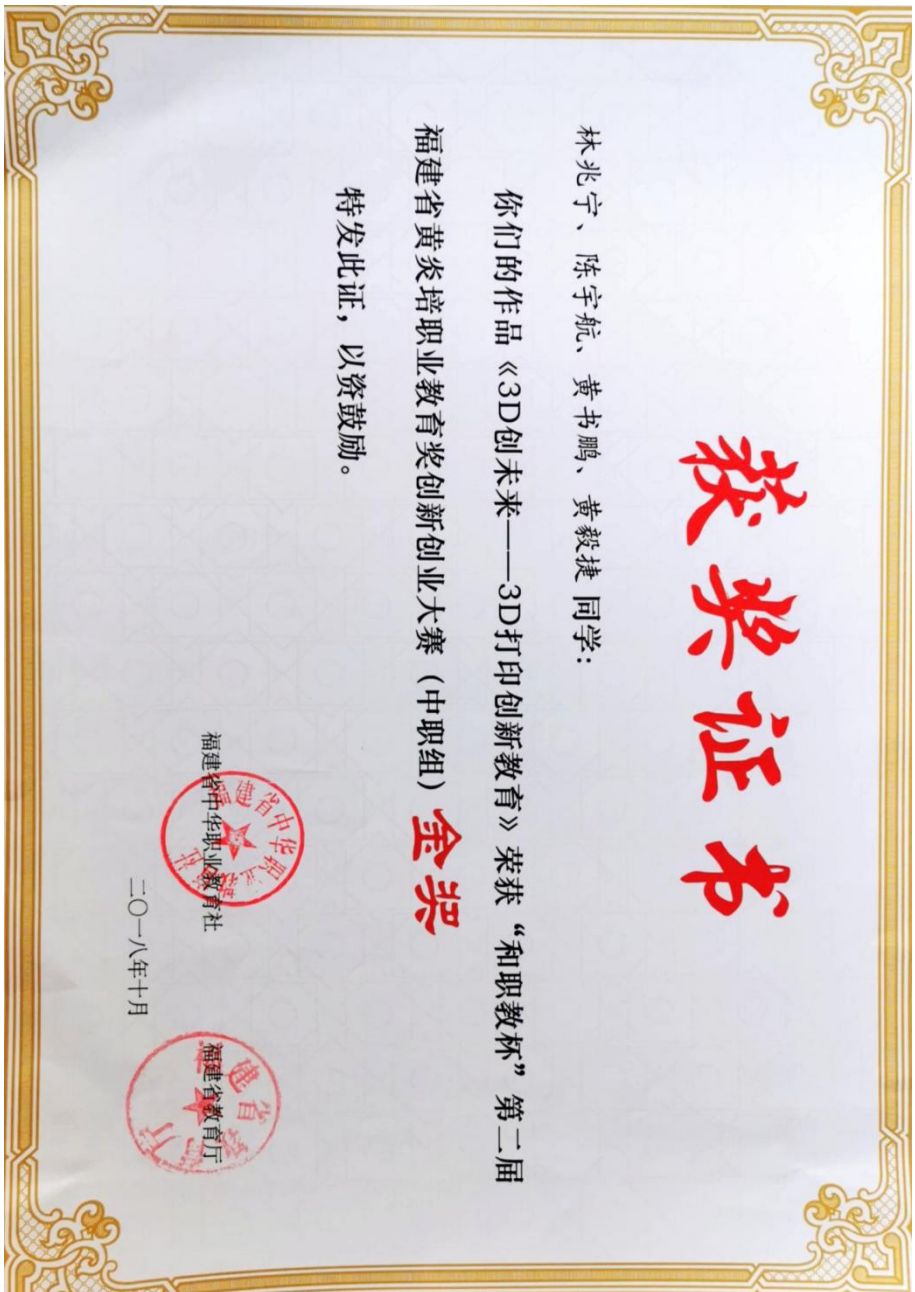 获奖证书
林兆宁、陈宇航、黄书鹏、黄毅捷 同学：
你们的作品《3D创未来——3D打印创新教育》荣获“和职教杯”第二届
福建省黄炎培职业教育奖创新创业大赛（中职组）金奖
特发此证，以资鼓励。
福建省中华职业教育社
福建省教育厅
二〇一八年十月